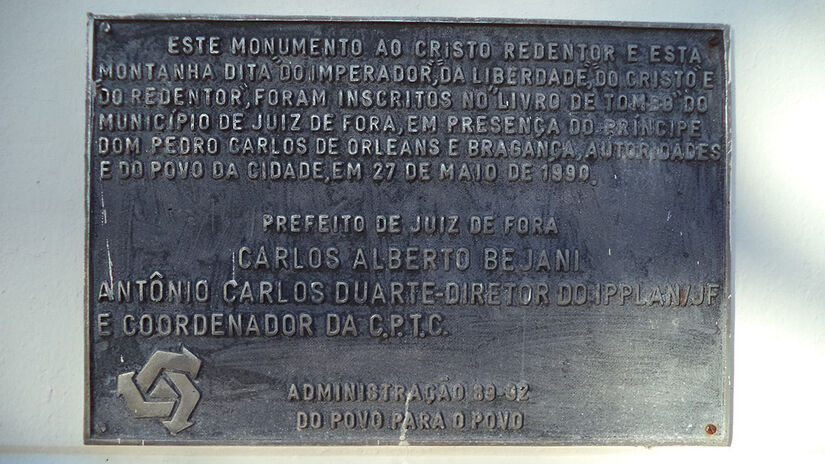 ESTE MONUMENTO AO CRISTO REDENTOR E ESTA
MONTANHA DITA "DO IMPERADOR", "DA LIBERDADE", "DO CRISTO E
DO REDENTOR", FORAM INSCRITOS NO "LIVRO DE TOMBO" DO
MUNICÍPIO DE JUIZ DE FORA, EM PRESENÇA DO PRÍNCIPE
DOM PEDRO CARLOS DE ORLEANS E BRAGANÇA, AUTORIDADES
E DO POVO DA CIDADE, EM 27 DE MAIO DE 1990.
PREFEITO DE JUIZ DE FORA
CARLOS ALBERTO BEJANI
ANTÔNIO CARLOS DUARTE-DIRETOR DO IPPLAN/JF
E COORDENADOR DA C.P.T.C.
ADMINISTRAÇÃO 89-92
DO POVO PARA O POVO